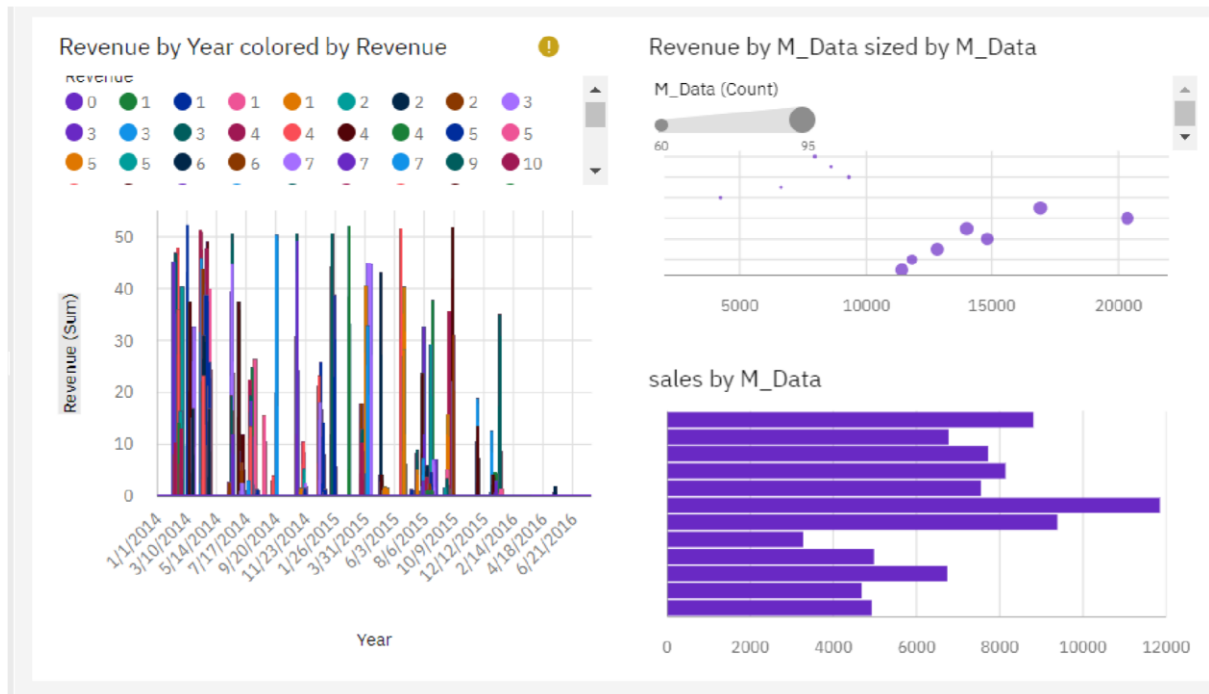 Revenue by Year colored by Revenue
Revenue
0 1 1 1 1 2 2 2 3
3 3 3 4 4 4 4 5 5
5 5 6 6 7 7 7 9 10
50
40
30
20
10
0
Revenue (Sum)
1/1/2014 3/10/2014 5/14/2014 7/17/2014 9/20/2014 11/23/2014 1/26/2015 3/31/2015 6/3/2015 8/6/2015 10/9/2015 12/12/2015 2/14/2016 4/18/2016 6/21/2016
Year
Revenue by M_Data sized by M_Data
M_Data (Count)
60 95
5000 10000 15000 20000
sales by M_Data
0 2000 4000 6000 8000 10000 12000